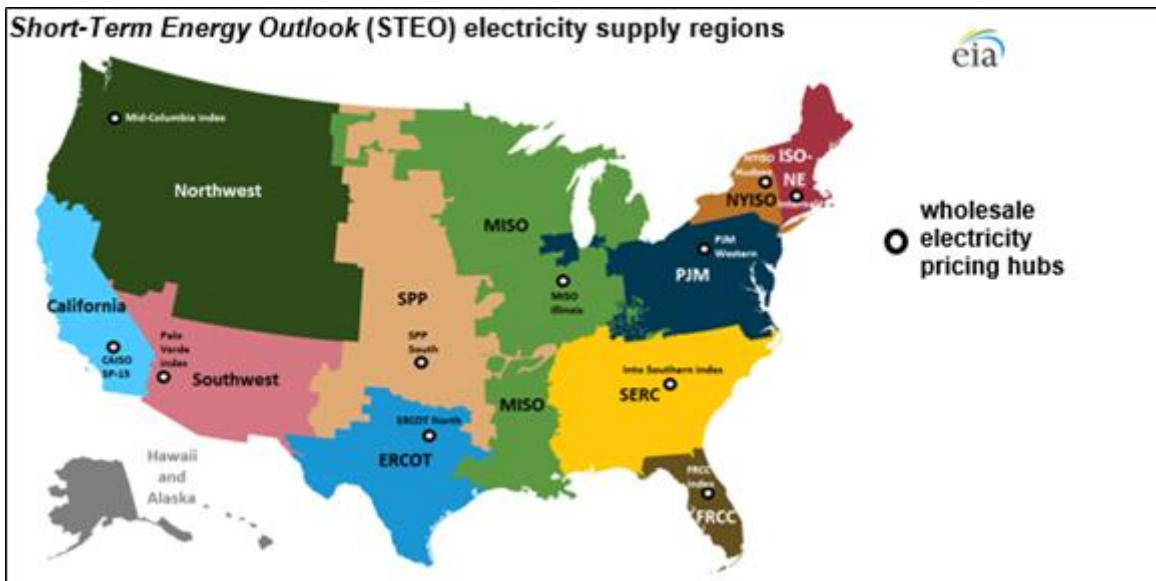 Short-Term Energy Outlook (STEO) electricity supply regions
eia
Mid-Columbia index
Northwest
MISO
ISO-
NE
NYISO
PJM
Western
PJM
wholesale
electricity
pricing hubs
California
SPP
MISO
Illinois
Palo
Verde
index
CAISO
SP-15
SPP
South
Southwest
Into Southern index
SERC
MISO
ERCOT North
ERCOT
Hawaii
and
Alaska
FRCC
index
FRCC